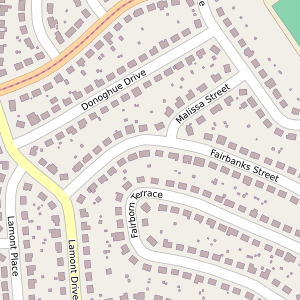 e
Donoghue Drive
Malissa Street
Fairbanks Street
Fairborn Terrace
Lamont Place
Lamont Drive